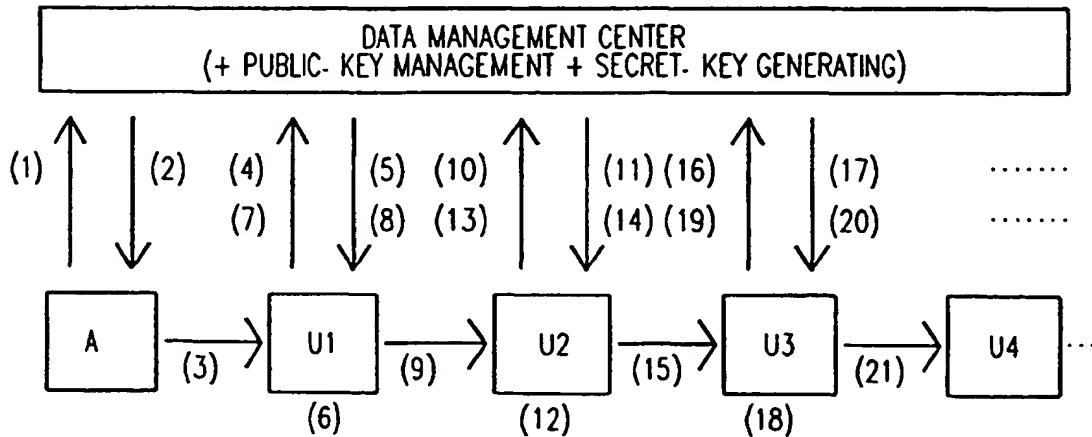 DATA MANAGEMENT CENTER
(+ PUBLIC- KEY MANAGEMENT + SECRET- KEY GENERATING)
(1) (2) (4) (5) (10) (11) (16) (17) .......
(7) (8) (13) (14) (19) (20) .......
A U1 U2 U3 U4 ...
(3) (9) (15) (21)
(6) (12) (18)